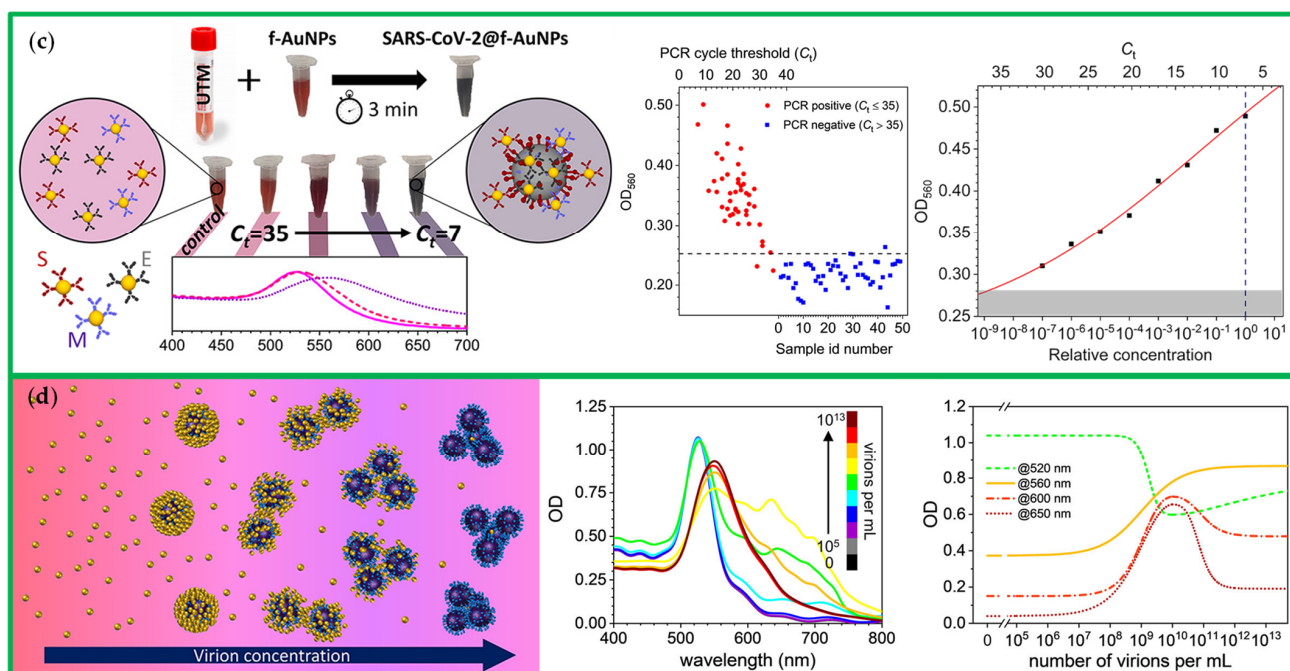 (c)
f-AuNPs
SARS-CoV-2@f-AuNPs
UTM
+
3 min
control
Ct=35
Ct=7
S
E
M
400 450 500 550 600 650 700
PCR cycle threshold (Ct)
0 10 20 30 40
PCR positive (Ct ≤ 35)
PCR negative (Ct > 35)
OD560
0.50
0.40
0.30
0.20
0 10 20 30 40 50
Sample id number
Ct
35 30 25 20 15 10 5
OD560
0.50
0.45
0.40
0.35
0.30
0.25
10⁻⁹ 10⁻⁸ 10⁻⁷ 10⁻⁶ 10⁻⁵ 10⁻⁴ 10⁻³ 10⁻² 10⁻¹ 10⁰ 10¹
Relative concentration
(d)
Virion concentration
OD
1.25
1.00
0.75
0.50
0.25
0.00
400 500 600 700 800
wavelength (nm)
10¹³
10⁵
0
virions per mL
OD
1.2
1.0
0.8
0.6
0.4
0.2
0.0
@520 nm
@560 nm
@600 nm
@650 nm
0 10⁵ 10⁶ 10⁷ 10⁸ 10⁹ 10¹⁰ 10¹¹ 10¹² 10¹³
number of virions per mL